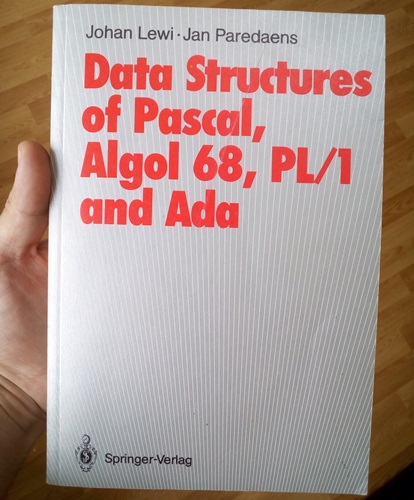 Johan Lewi · Jan Paredaens
Data Structures
of Pascal,
Algol 68, PL/1
and Ada
Springer-Verlag